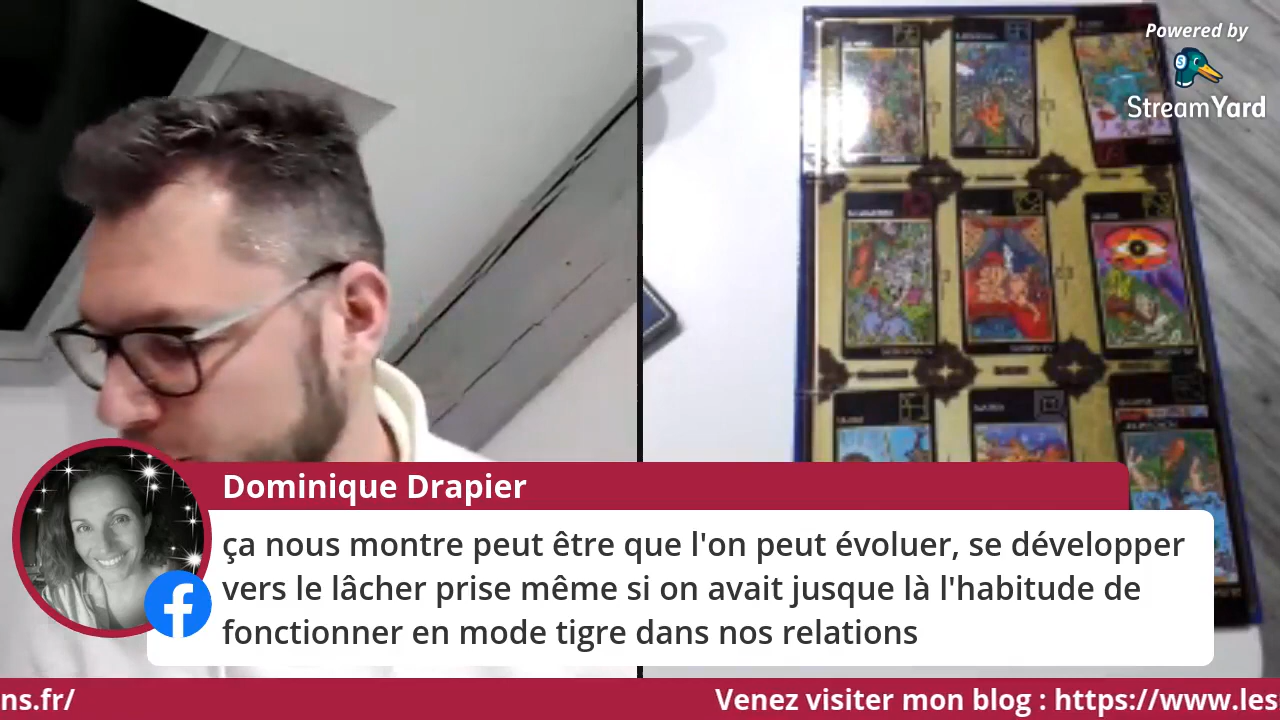 Powered by
StreamYard
Dominique Drapier
ça nous montre peut être que l'on peut évoluer, se développer
vers le lâcher prise même si on avait jusque là l'habitude de
fonctionner en mode tigre dans nos relations
ns.fr/
Venez visiter mon blog : https://www.les